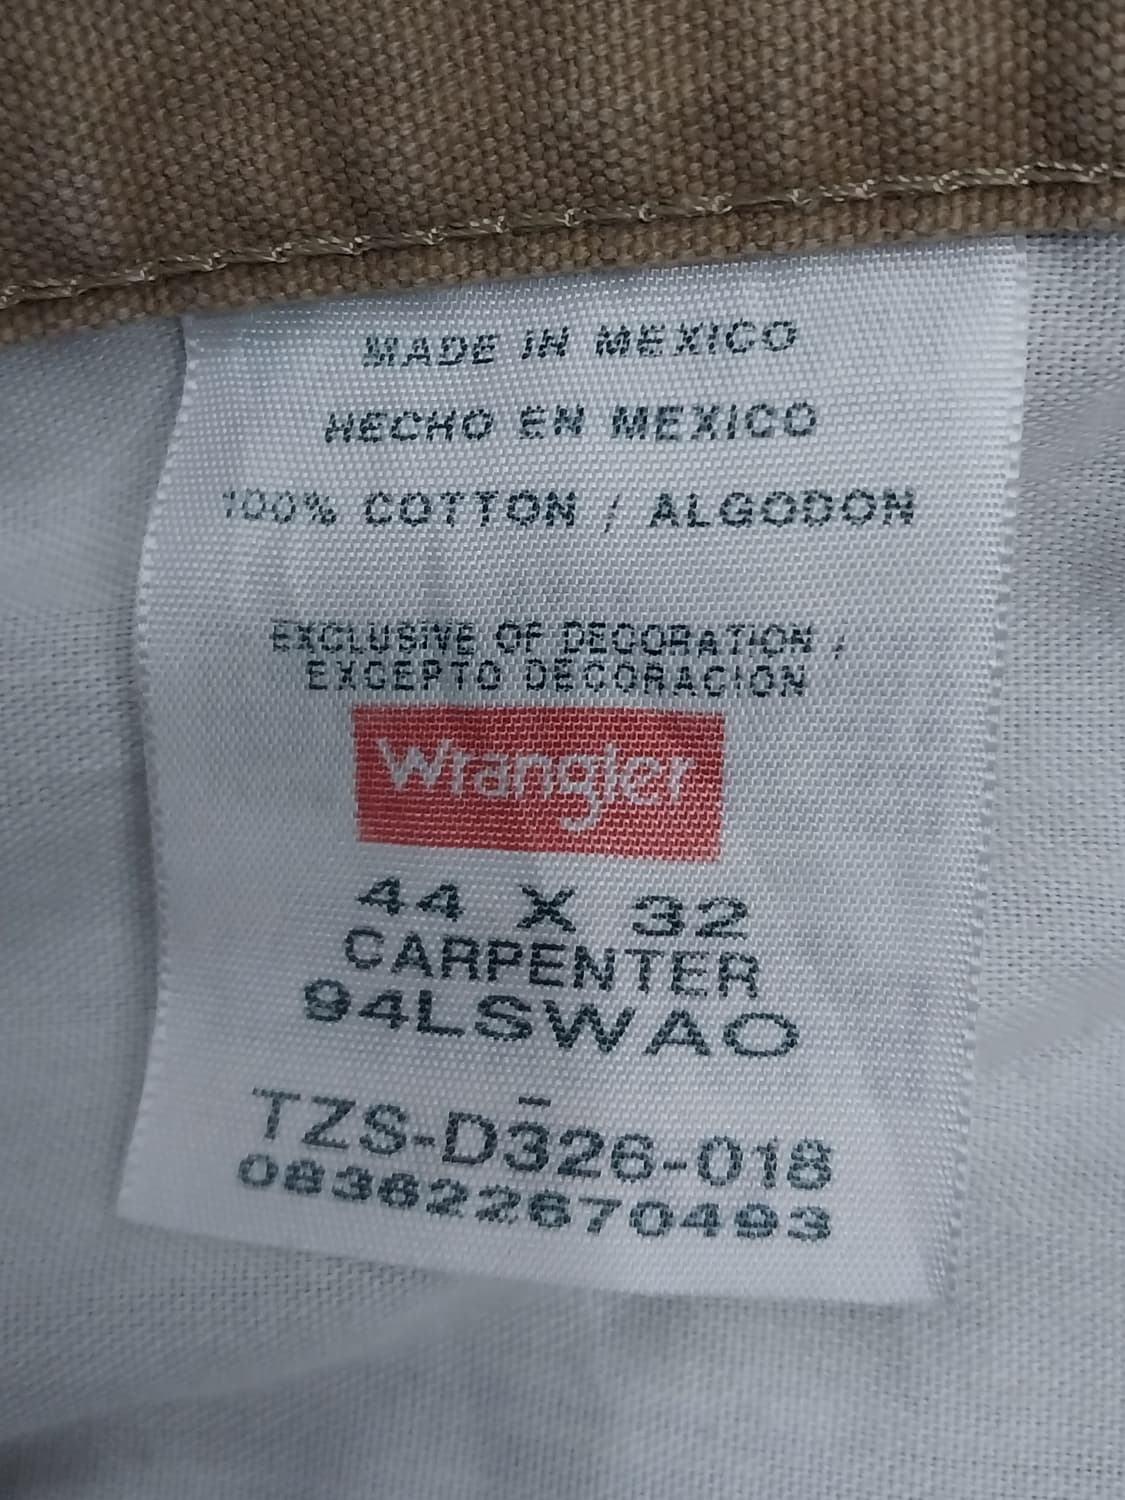 MADE IN MEXICO
HECHO EN MEXICO
100% COTTON / ALGODON
EXCLUSIVE OF DECORATION /
EXCEPTO DECORACION
Wrangler
44 X 32
CARPENTER
94LSWAO
TZS-D326-018
083622670493